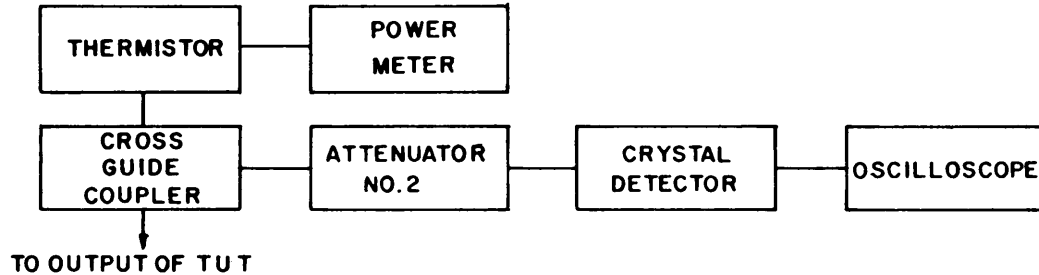 THERMISTOR
POWER
METER
CROSS
GUIDE
COUPLER
ATTENUATOR
NO.2
CRYSTAL
DETECTOR
OSCILLOSCOPE
TO OUTPUT OF TUT